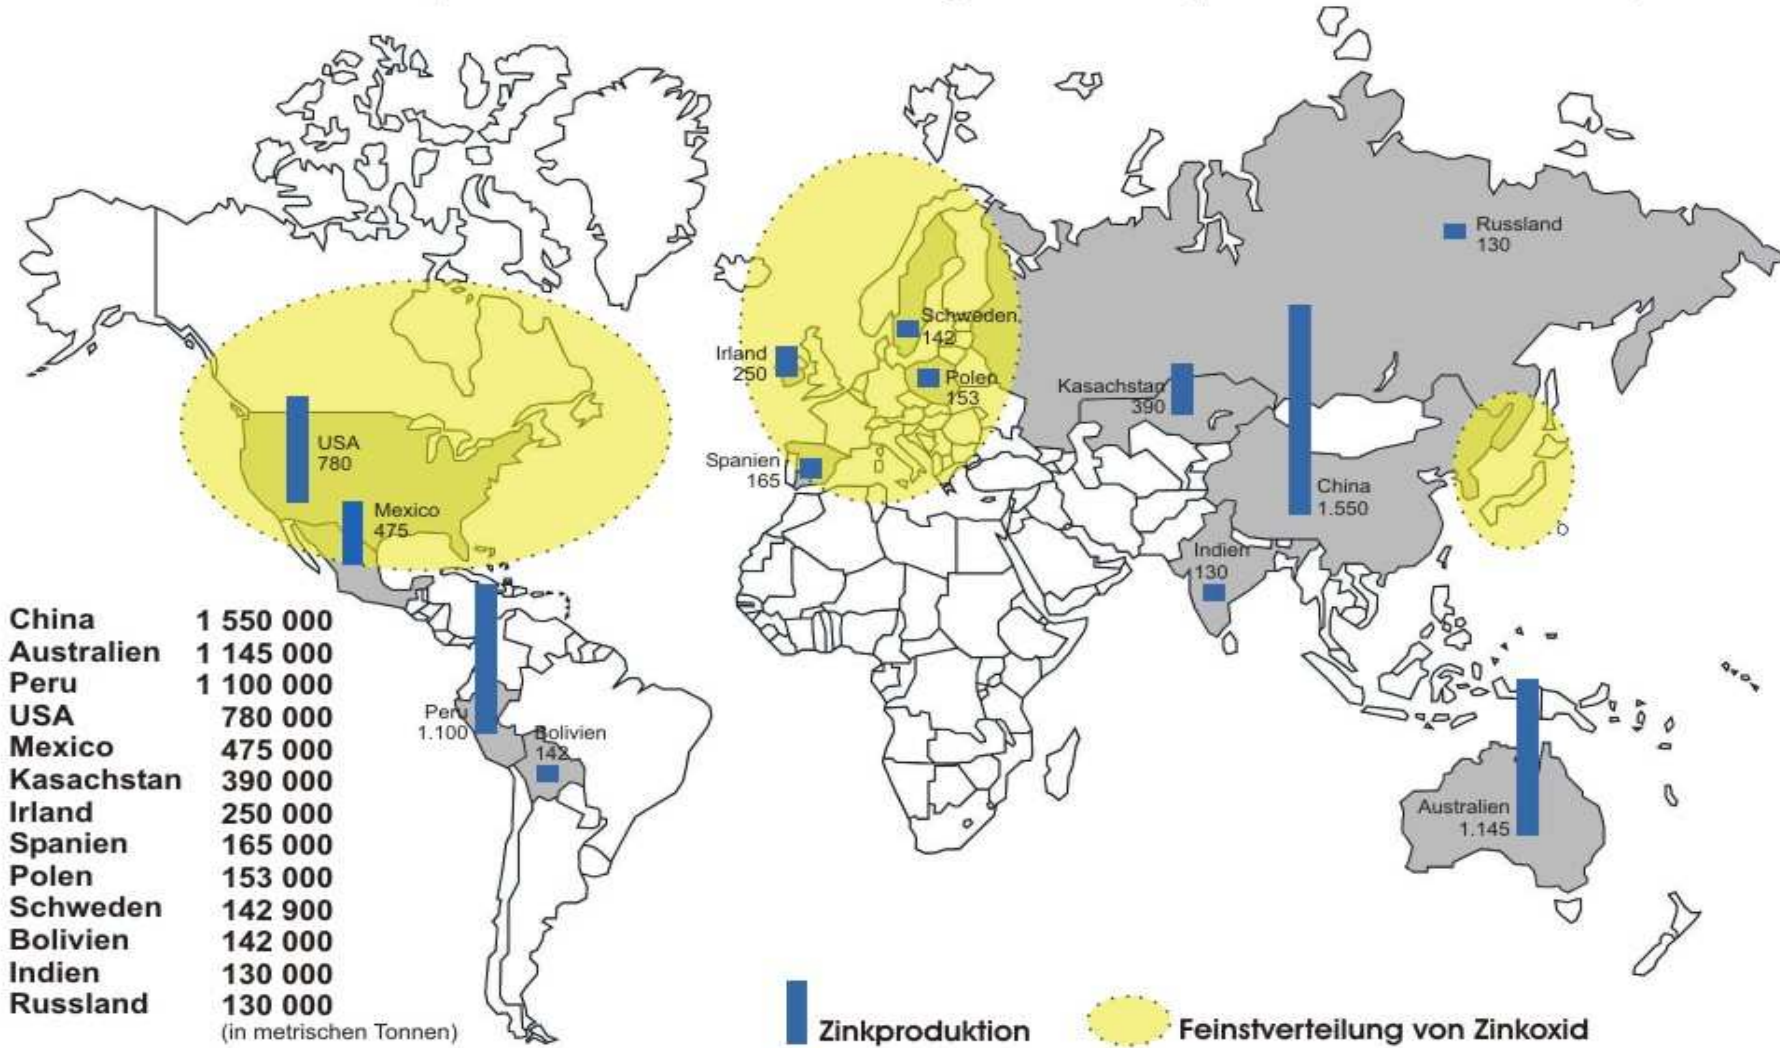 Russland
130
Schweden
142
Irland
250
Polen
153
Kasachstan
390
USA
780
Spanien
165
China
1.550
Mexico
475
Indien
130
Peru
1.100
Bolivien
142
Australien
1.145
China 1 550 000
Australien 1 145 000
Peru 1 100 000
USA 780 000
Mexico 475 000
Kasachstan 390 000
Irland 250 000
Spanien 165 000
Polen 153 000
Schweden 142 900
Bolivien 142 000
Indien 130 000
Russland 130 000
(in metrischen Tonnen)
Zinkproduktion
Feinstverteilung von Zinkoxid